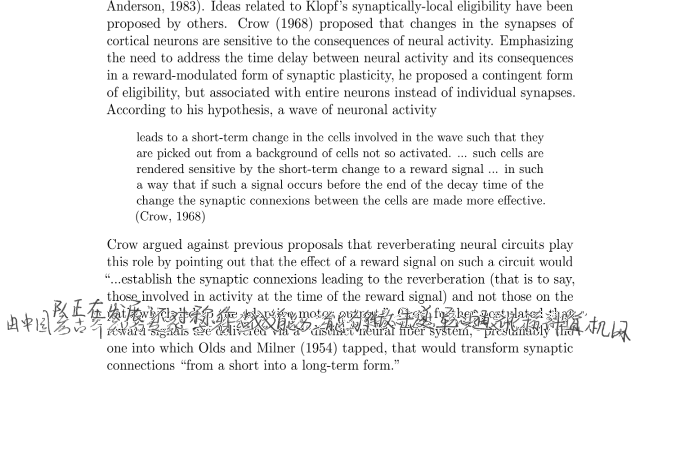 Anderson, 1983). Ideas related to Klopf's synaptically-local eligibility have been
proposed by others. Crow (1968) proposed that changes in the synapses of
cortical neurons are sensitive to the consequences of neural activity. Emphasizing
the need to address the time delay between neural activity and its consequences
in a reward-modulated form of synaptic plasticity, he proposed a contingent form
of eligibility, but associated with entire neurons instead of individual synapses.
According to his hypothesis, a wave of neuronal activity
leads to a short-term change in the cells involved in the wave such that they
are picked out from a background of cells not so activated. ... such cells are
rendered sensitive by the short-term change to a reward signal ... in such
a way that if such a signal occurs before the end of the decay time of the
change the synaptic connexions between the cells are made more effective.
(Crow, 1968)
Crow argued against previous proposals that reverberating neural circuits play
this role by pointing out that the effect of a reward signal on such a circuit would
“...establish the synaptic connexions leading to the reverberation (that is to say,
those involved in activity at the time of the reward signal) and not those on the
队正在发展
由中国考古 机网
reward signals are delivered via a “distinct neural fiber system,” presumably the
one into which Olds and Milner (1954) tapped, that would transform synaptic
connections “from a short into a long-term form.”